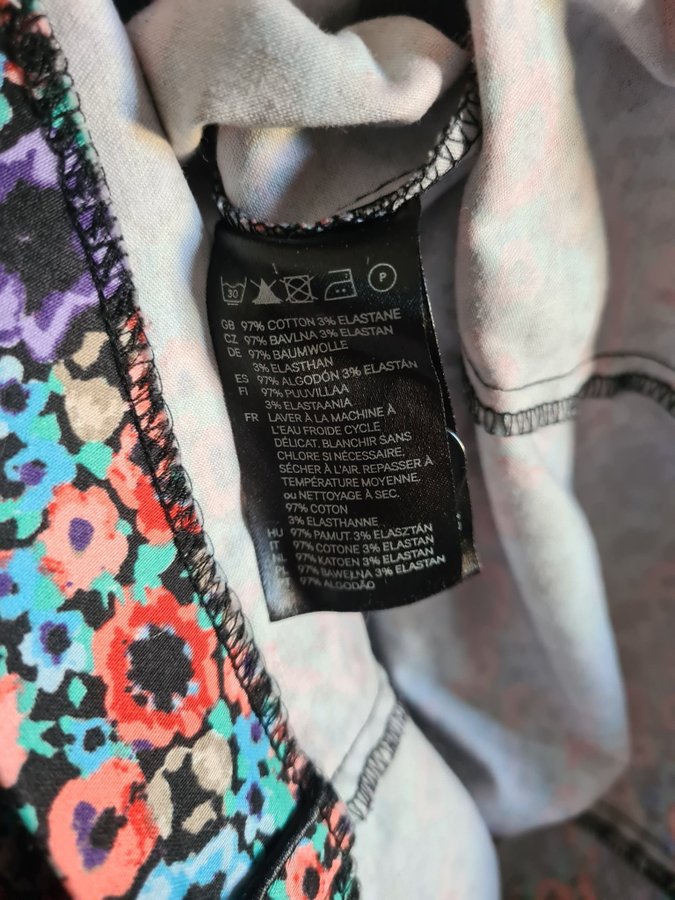 30 P
GB 97% COTTON 3% ELASTANE
CZ 97% BAVLNA 3% ELASTAN
DE 97% BAUMWOLLE
3% ELASTHAN
ES 97% ALGODÓN 3% ELASTÁN
FI 97% PUUVILLAA
3% ELASTAANIA
FR LAVER À LA MACHINE À
L'EAU FROIDE CYCLE
DÉLICAT. BLANCHIR SANS
CHLORE SI NÉCESSAIRE,
SÉCHER À L'AIR. REPASSER À
TEMPÉRATURE MOYENNE,
OU NETTOYAGE À SEC.
97% COTON
3% ELASTHANNE
HU 97% PAMUT 3% ELASZTÁN
IT 97% COTONE 3% ELASTAN
NL 97% KATOEN 3% ELASTAN
97% BAWEŁNA 3% ELASTAN
97% ALGODÃO